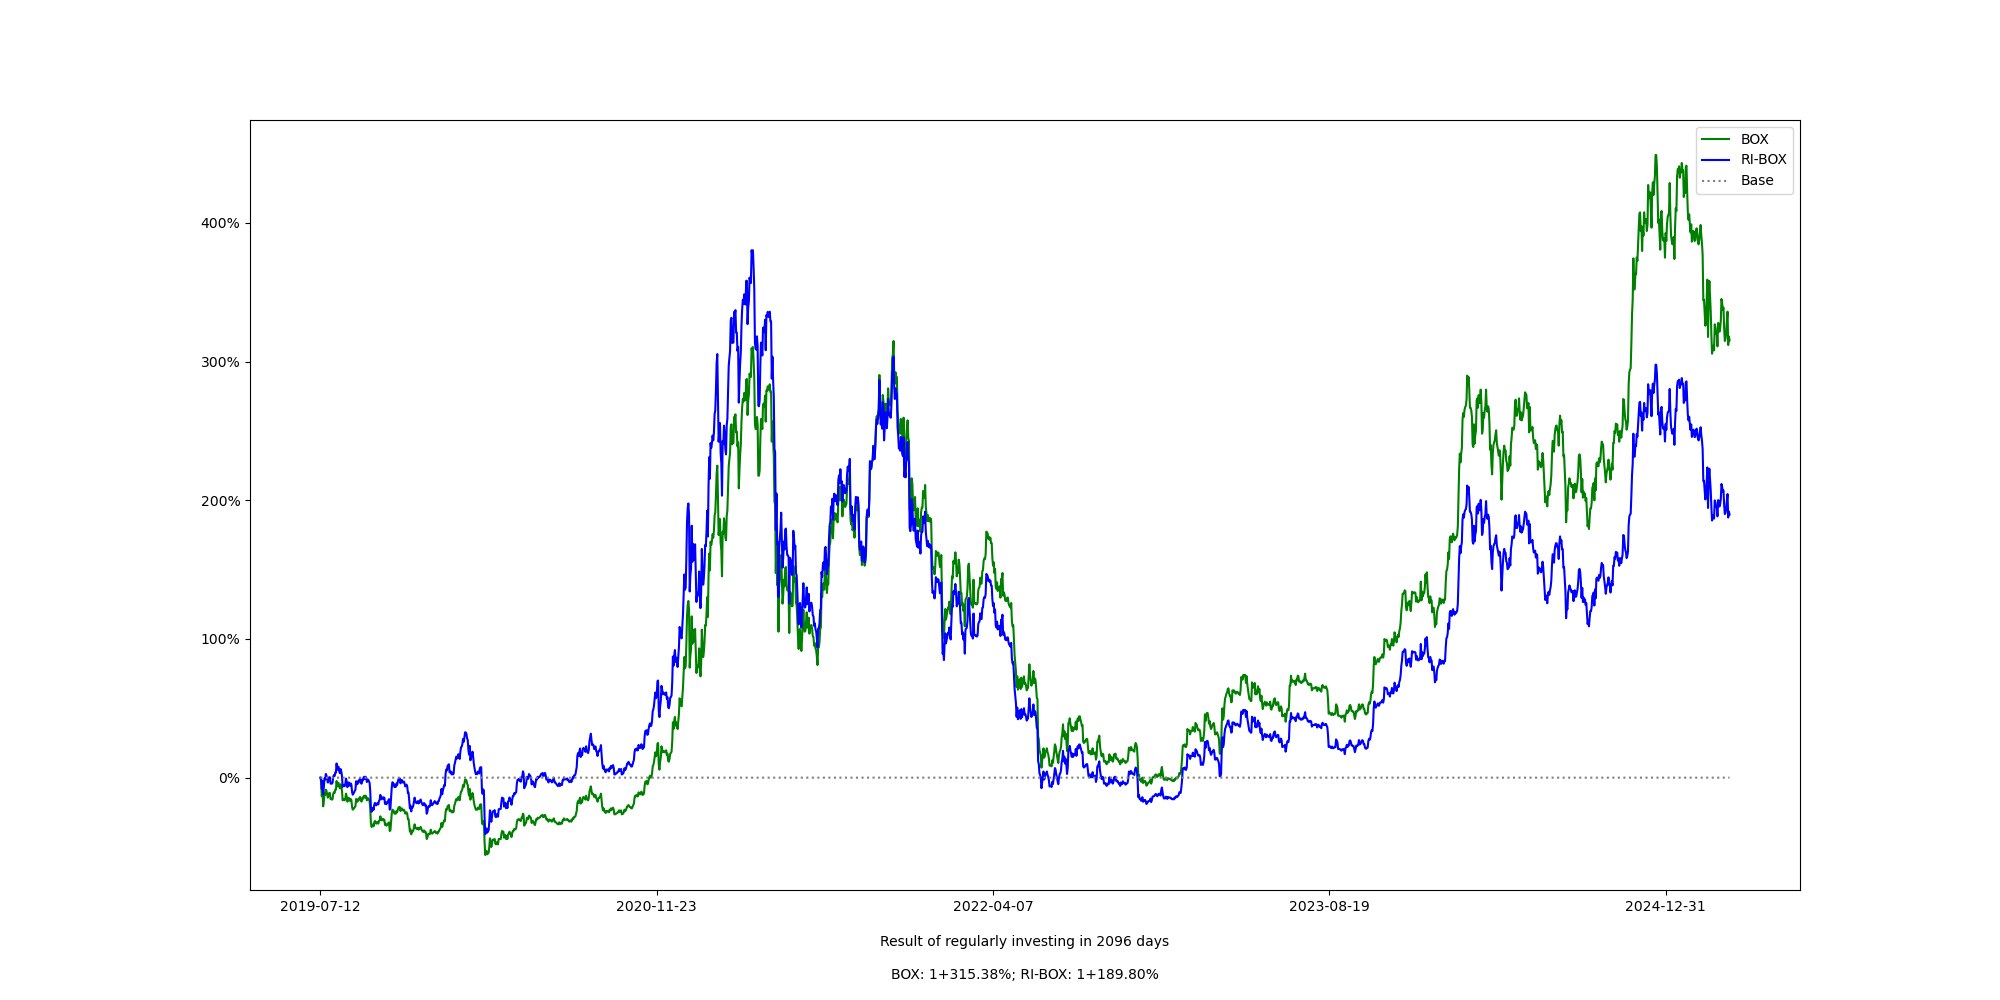 BOX
RI-BOX
Base
400%
300%
200%
100%
0%
2019-07-12
2020-11-23
2022-04-07
2023-08-19
2024-12-31
Result of regularly investing in 2096 days
BOX: 1+315.38%; RI-BOX: 1+189.80%